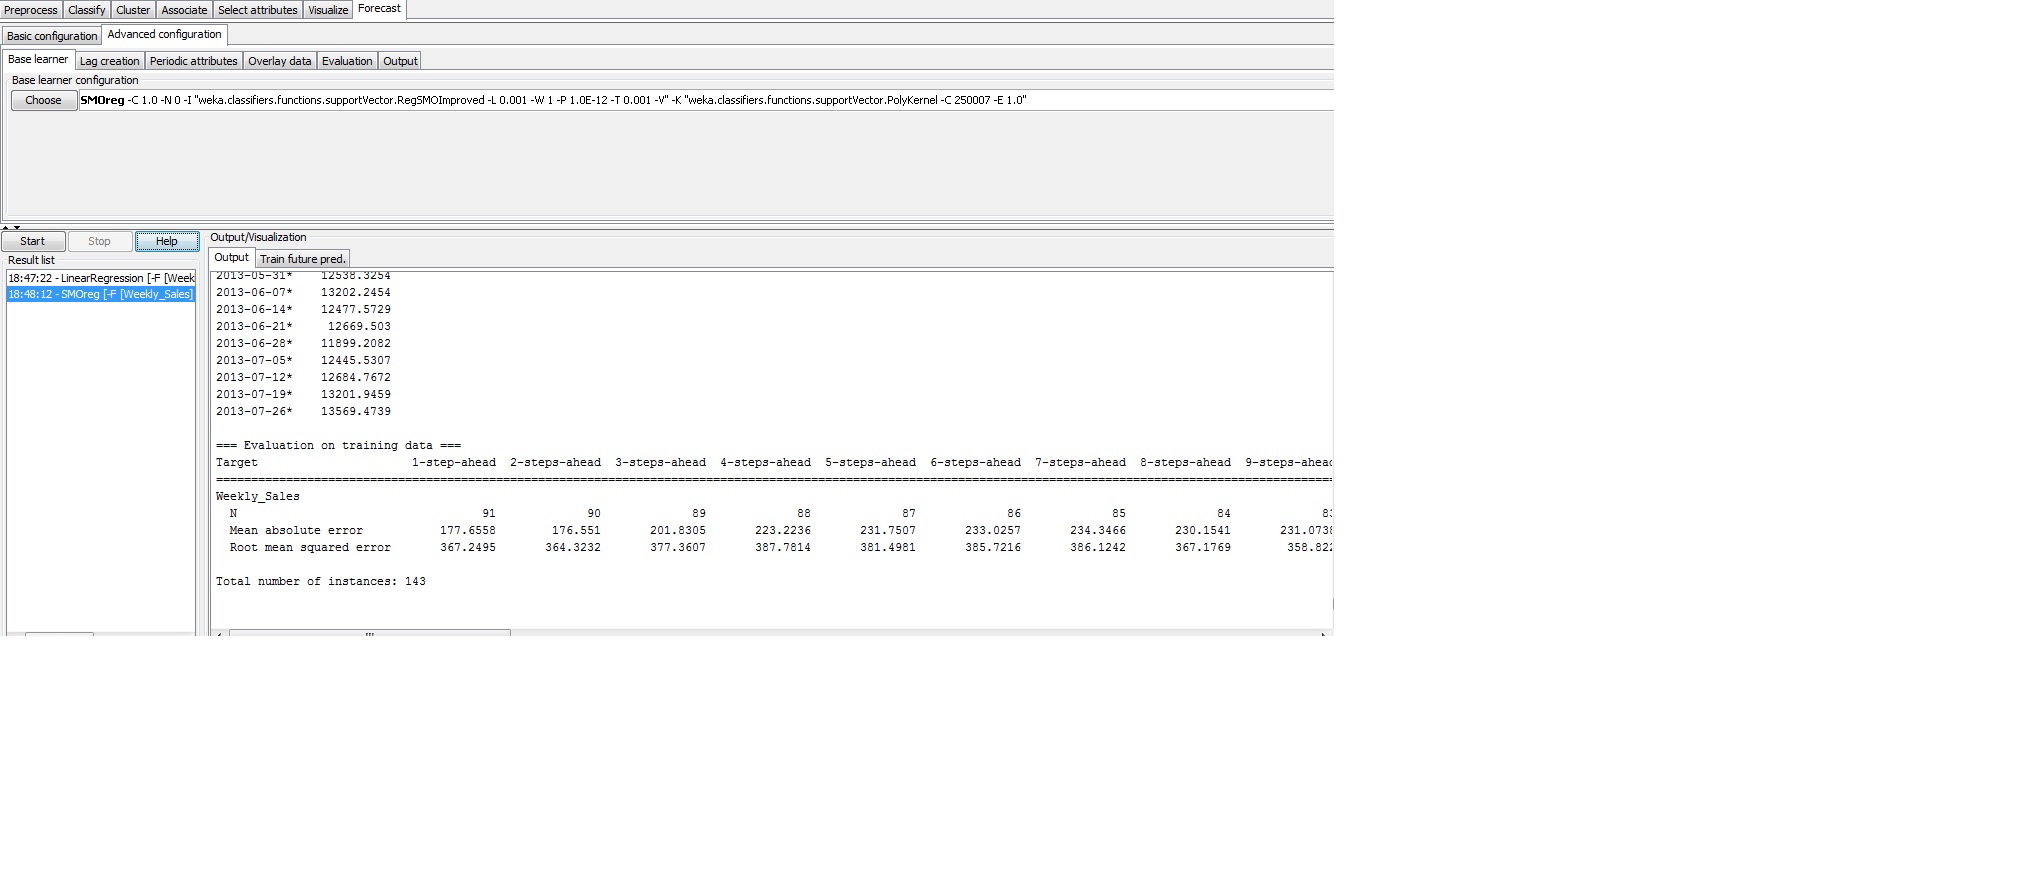 Preprocess Classify Cluster Associate Select attributes Visualize Forecast
Basic configuration Advanced configuration
Base learner Lag creation Periodic attributes Overlay data Evaluation Output
Base learner configuration
Choose SMOreg -C 1.0 -N 0 -I "weka.classifiers.functions.supportVector.RegSMOImproved -L 0.001 -W 1 -P 1.0E-12 -T 0.001 -V" -K "weka.classifiers.functions.supportVector.PolyKernel -C 250007 -E 1.0"
Start Stop Help Output/Visualization
Result list
Output Train future pred.
18:47:22 - LinearRegression [-F [Week
18:48:12 - SMOreg [-F [Weekly_Sales]
2013-05-31* 12538.3254
2013-06-07* 13202.2454
2013-06-14* 12477.5729
2013-06-21* 12669.503
2013-06-28* 11899.2082
2013-07-05* 12445.5307
2013-07-12* 12684.7672
2013-07-19* 13201.9459
2013-07-26* 13569.4739
=== Evaluation on training data ===
Target 1-step-ahead 2-steps-ahead 3-steps-ahead 4-steps-ahead 5-steps-ahead 6-steps-ahead 7-steps-ahead 8-steps-ahead 9-steps-ahead
Weekly_Sales
N 91 90 89 88 87 86 85 84 83
Mean absolute error 177.6558 176.551 201.8305 223.2236 231.7507 233.0257 234.3466 230.1541 231.0738
Root mean squared error 367.2495 364.3232 377.3607 387.7814 381.4981 385.7216 386.1242 367.1769 358.822
Total number of instances: 143